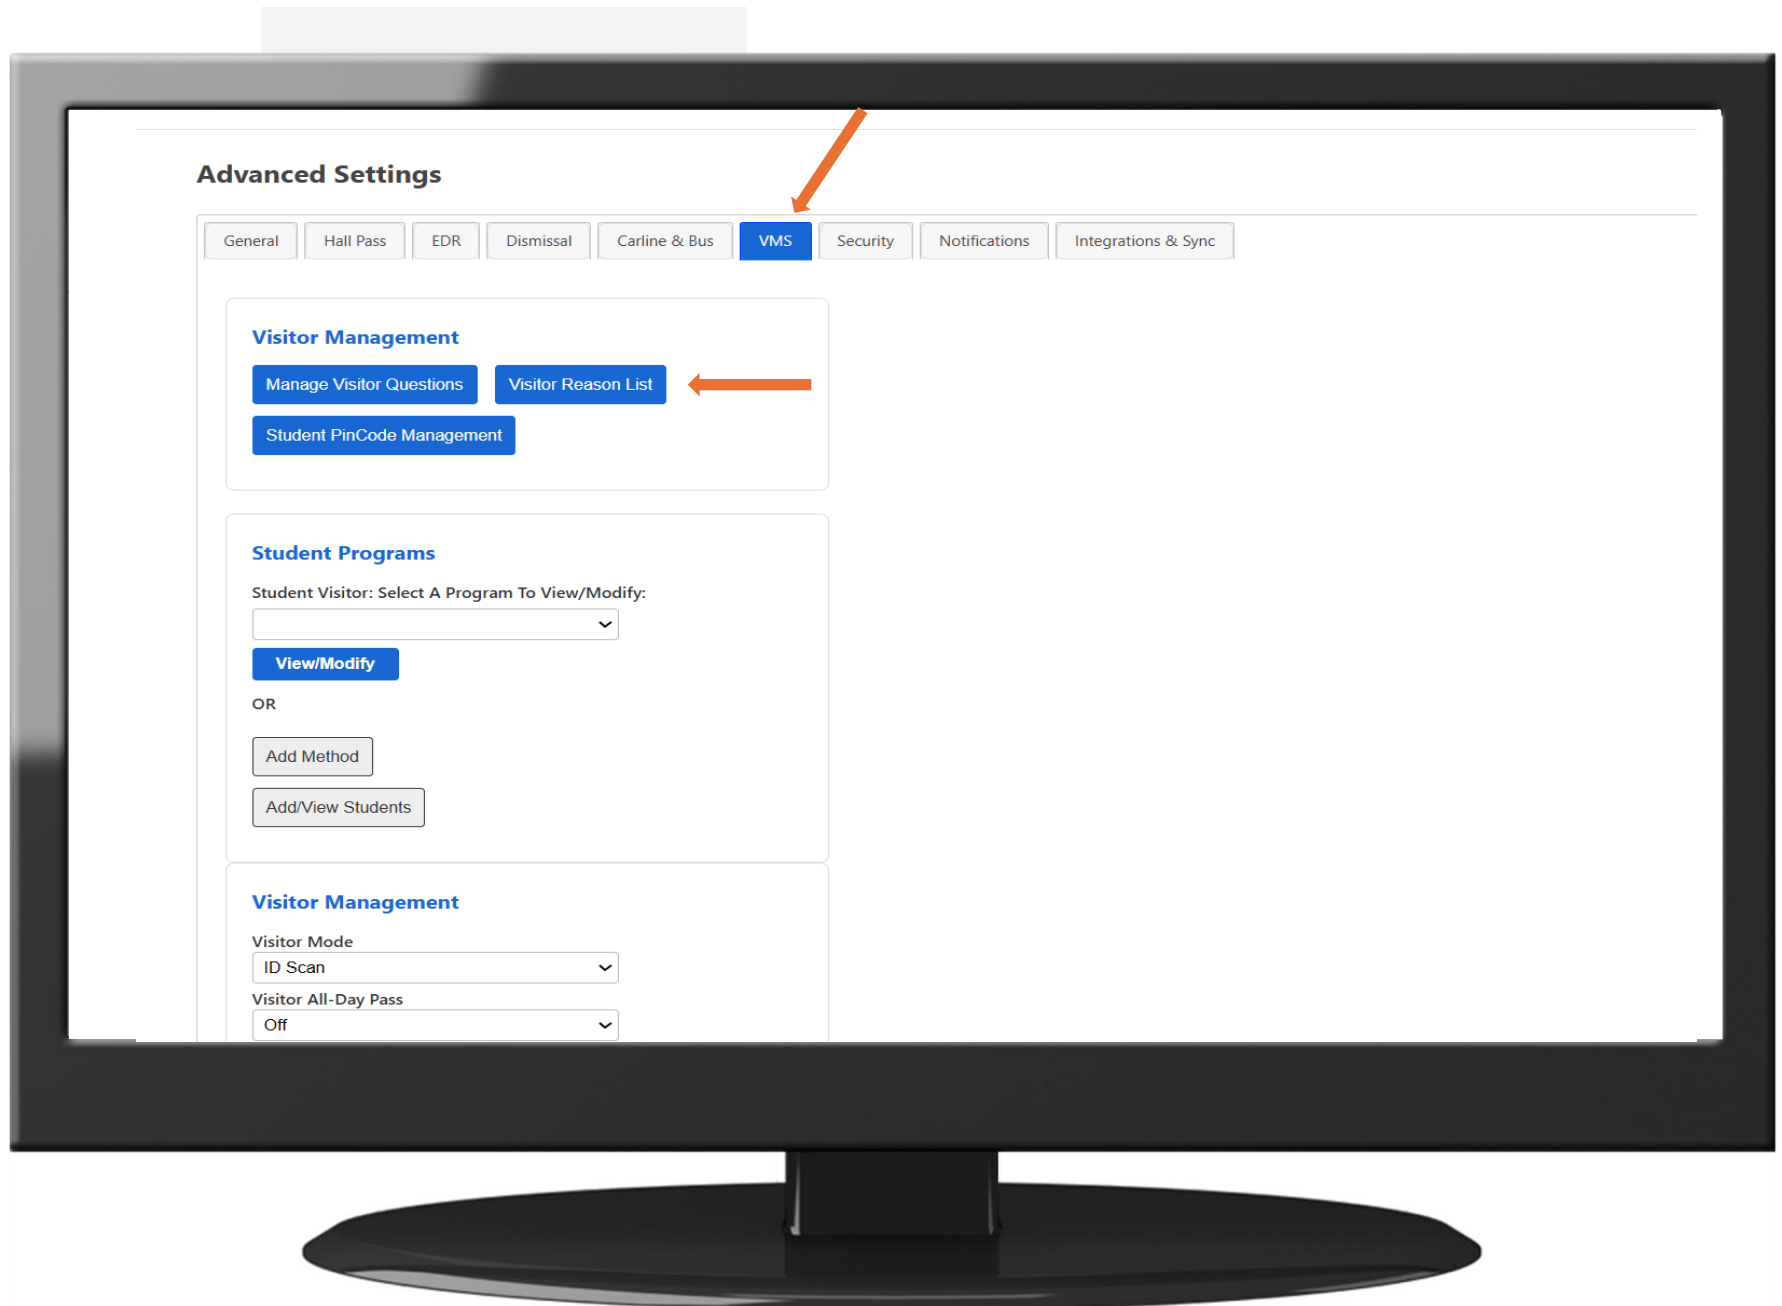 Advanced Settings
General Hall Pass EDR Dismissal Carline & Bus VMS Security Notifications Integrations & Sync
Visitor Management
Manage Visitor Questions Visitor Reason List
Student PinCode Management
Student Programs
Student Visitor: Select A Program To View/Modify:
View/Modify
OR
Add Method
Add/View Students
Visitor Management
Visitor Mode
ID Scan
Visitor All-Day Pass
Off